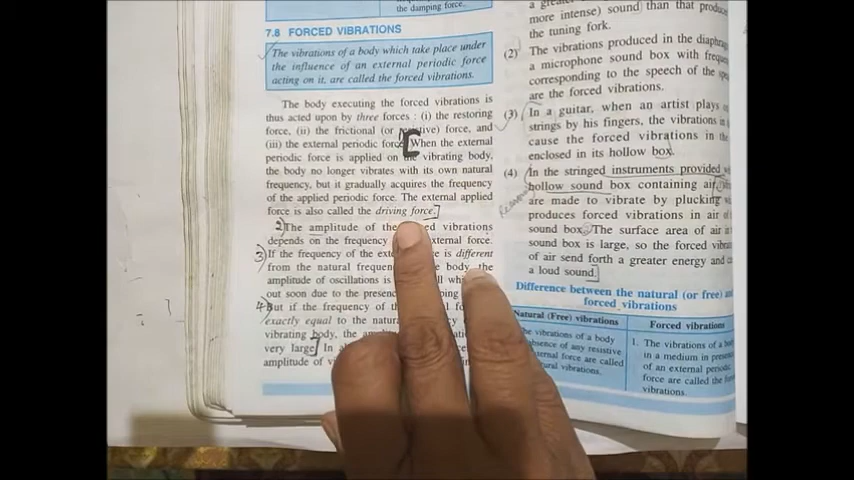 the damping force.
7.8 FORCED VIBRATIONS
The vibrations of a body which take place under
the influence of an external periodic force
acting on it, are called the forced vibrations.
The body executing the forced vibrations is
thus acted upon by three forces : (i) the restoring
force, (ii) the frictional (or resistive) force, and
(iii) the external periodic force. [When the external
periodic force is applied on the vibrating body,
the body no longer vibrates with its own natural
frequency, but it gradually acquires the frequency
of the applied periodic force. The external applied
force is also called the driving force.]
2) The amplitude of the forced vibrations
depends on the frequency external force.
3) If the frequency of the is different
from the natural body, the
amplitude of oscillations is
out soon due to the
4) But if the frequency of the
exactly equal to the
vibrating body, the
very large] In
amplitude of
more intense) sound than that
the tuning fork.
(2) The vibrations produced in the
a microphone sound box with
corresponding to the speech of the
are the forced vibrations.
(3) [In a guitar, when an artist plays
strings by his fingers, the vibrations in
cause the forced vibrations in the
enclosed in its hollow box.
(4) In the stringed instruments provided
hollow sound box containing air
are made to vibrate by plucking
produces forced vibrations in air of
sound box. The surface area of air in
sound box is large, so the forced
of air send forth a greater energy and
a loud sound.]
Difference between the natural (or free) and
forced vibrations
Natural (Free) vibrations Forced vibrations
The vibrations of a body 1. The vibrations of a
absence of any resistive in a medium in
external force are called of an external periodic
vibrations. force are called the
vibrations.